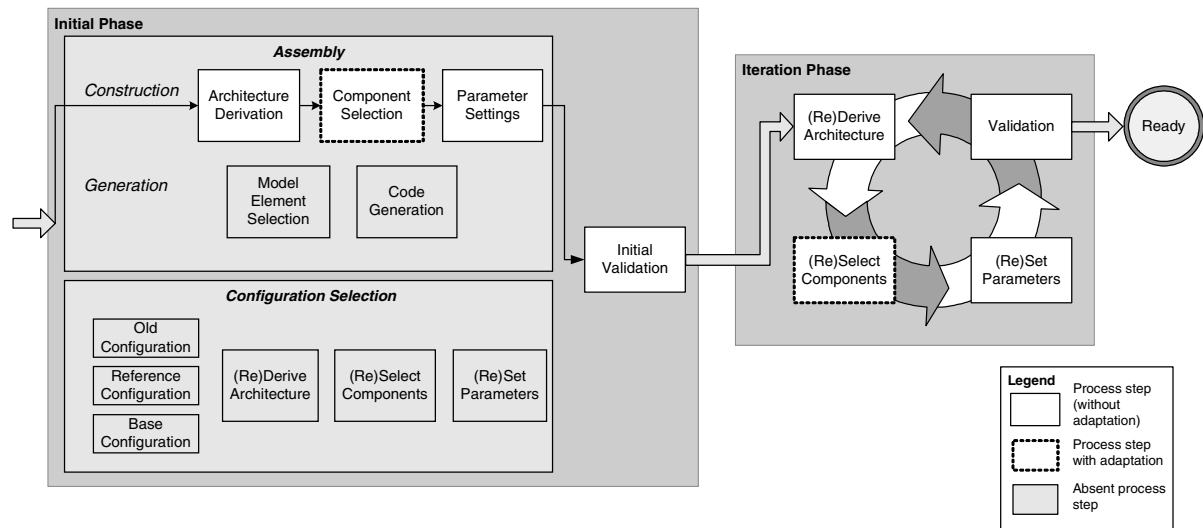 Initial Phase
Assembly
Construction
Architecture
Derivation
Component
Selection
Parameter
Settings
Generation
Model
Element
Selection
Code
Generation
Initial
Validation
Configuration Selection
Old
Configuration
Reference
Configuration
Base
Configuration
(Re)Derive
Architecture
(Re)Select
Components
(Re)Set
Parameters
Iteration Phase
(Re)Derive
Architecture
Validation
(Re)Select
Components
(Re)Set
Parameters
Ready
Legend
Process step
(without
adaptation)
Process step
with adaptation
Absent process
step